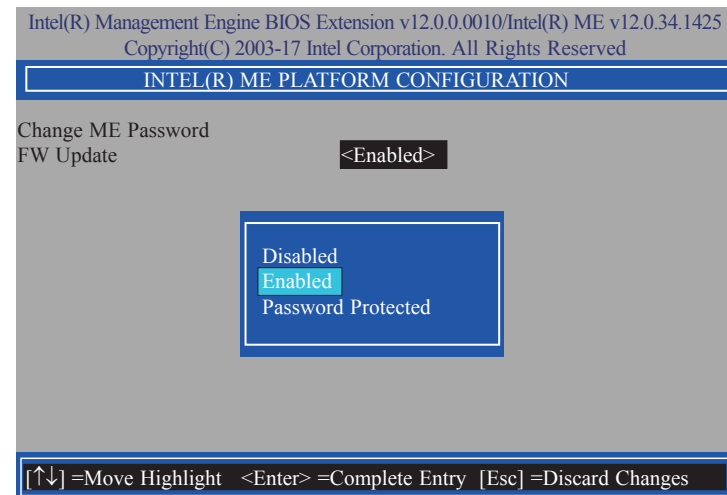 Intel(R) Management Engine BIOS Extension v12.0.0.0010/Intel(R) ME v12.0.34.1425
Copyright(C) 2003-17 Intel Corporation. All Rights Reserved
INTEL(R) ME PLATFORM CONFIGURATION
Change ME Password
FW Update <Enabled>
Disabled
Enabled
Password Protected
[↑↓] =Move Highlight <Enter> =Complete Entry [Esc] =Discard Changes